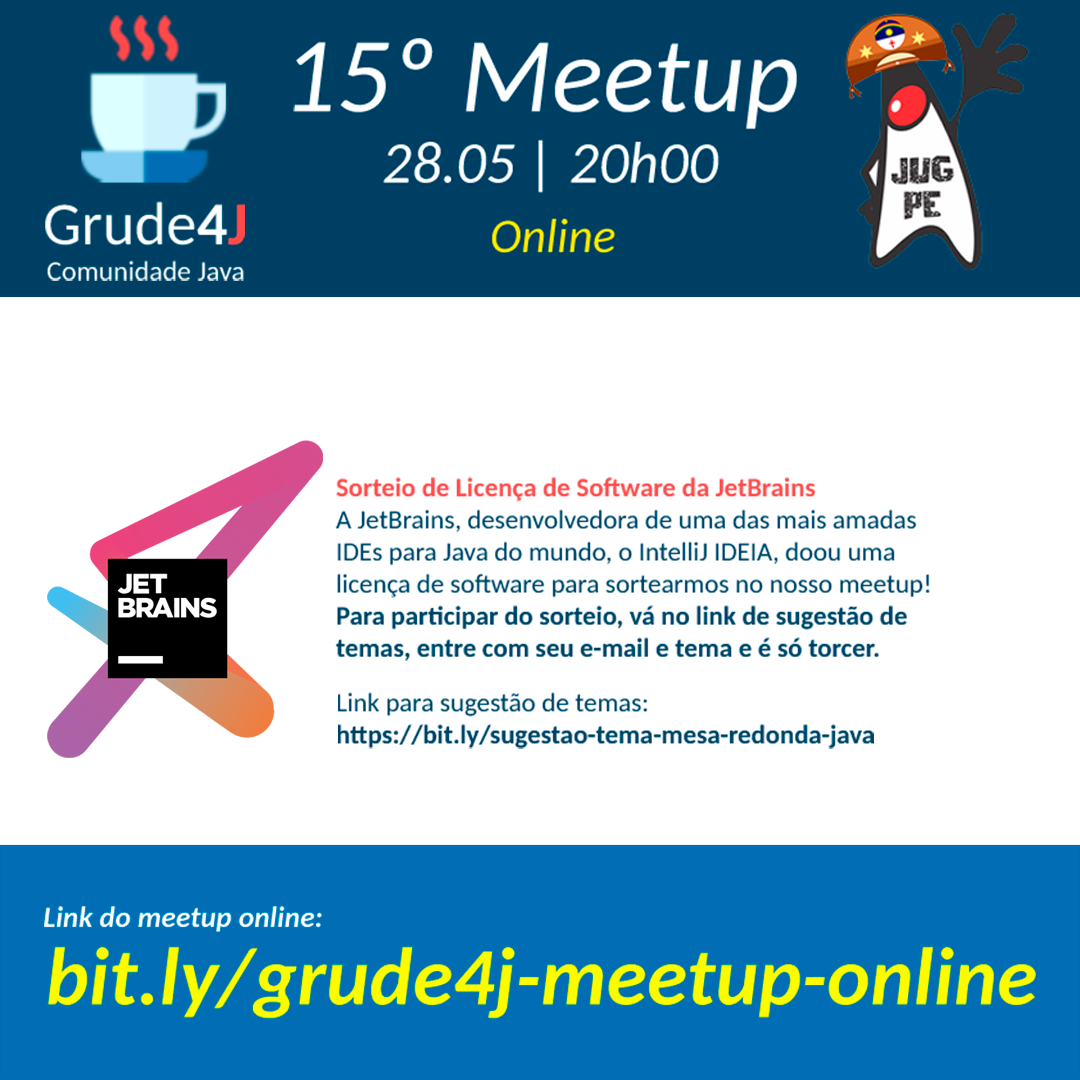 15º Meetup
28.05 | 20h00
Online
Grude4J
Comunidade Java
JUG
PE
JET
BRAINS
Sorteio de Licença de Software da JetBrains
A JetBrains, desenvolvedora de uma das mais amadas
IDEs para Java do mundo, o IntelliJ IDEIA, doou uma
licença de software para sortearmos no nosso meetup!
Para participar do sorteio, vá no link de sugestão de
temas, entre com seu e-mail e tema e é só torcer.
Link para sugestão de temas:
https://bit.ly/sugestao-tema-mesa-redonda-java
Link do meetup online:
bit.ly/grude4j-meetup-online